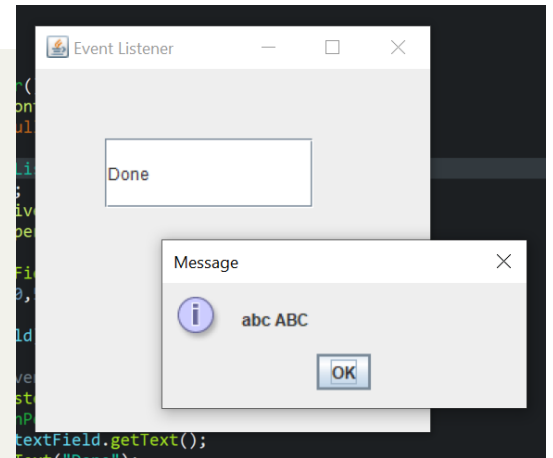 Event Listener
Done
Message
abc ABC
OK
textField.getText();